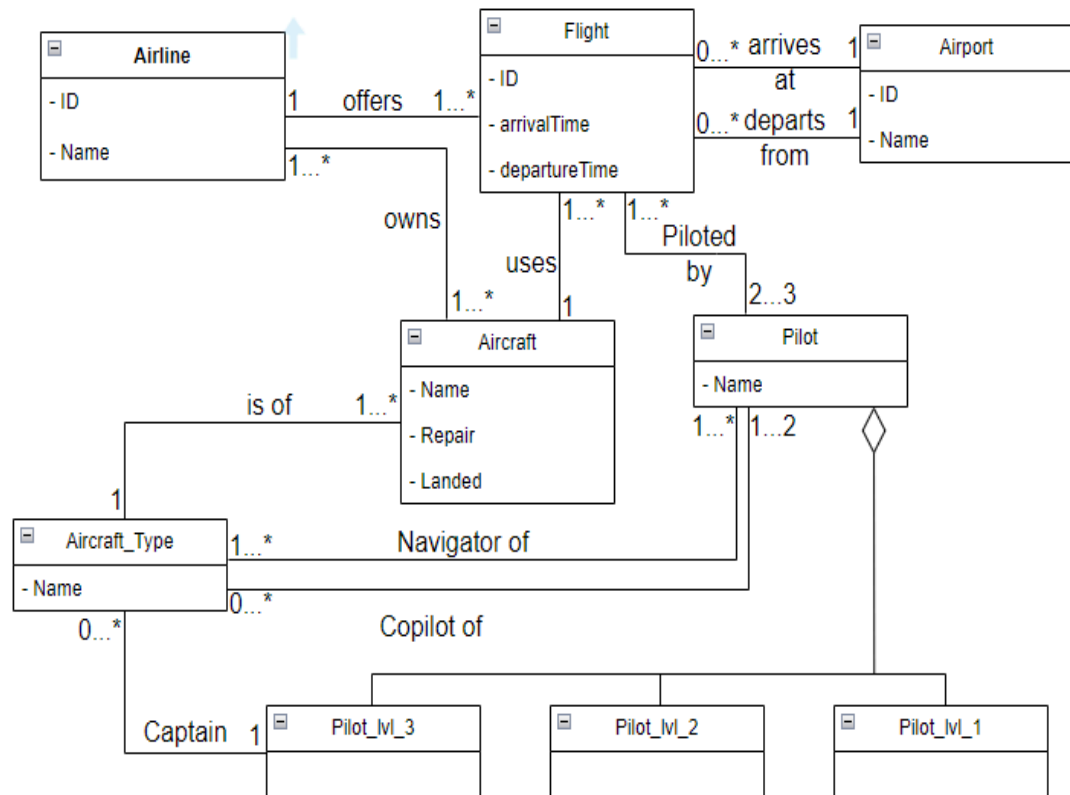 Airline
- ID
- Name
1
offers
1...*
1...*
owns
1...*
Flight
- ID
- arrivalTime
- departureTime
0...*
arrives
at
1
0...*
departs
from
1
Airport
- ID
- Name
1...*
uses
1
1...*
Piloted
by
2...3
Aircraft
- Name
- Repair
- Landed
Pilot
- Name
is of
1...*
1
1...*
1...2
Aircraft_Type
- Name
1...*
Navigator of
0...*
Copilot of
0...*
Captain
1
Pilot_lvl_3
Pilot_lvl_2
Pilot_lvl_1